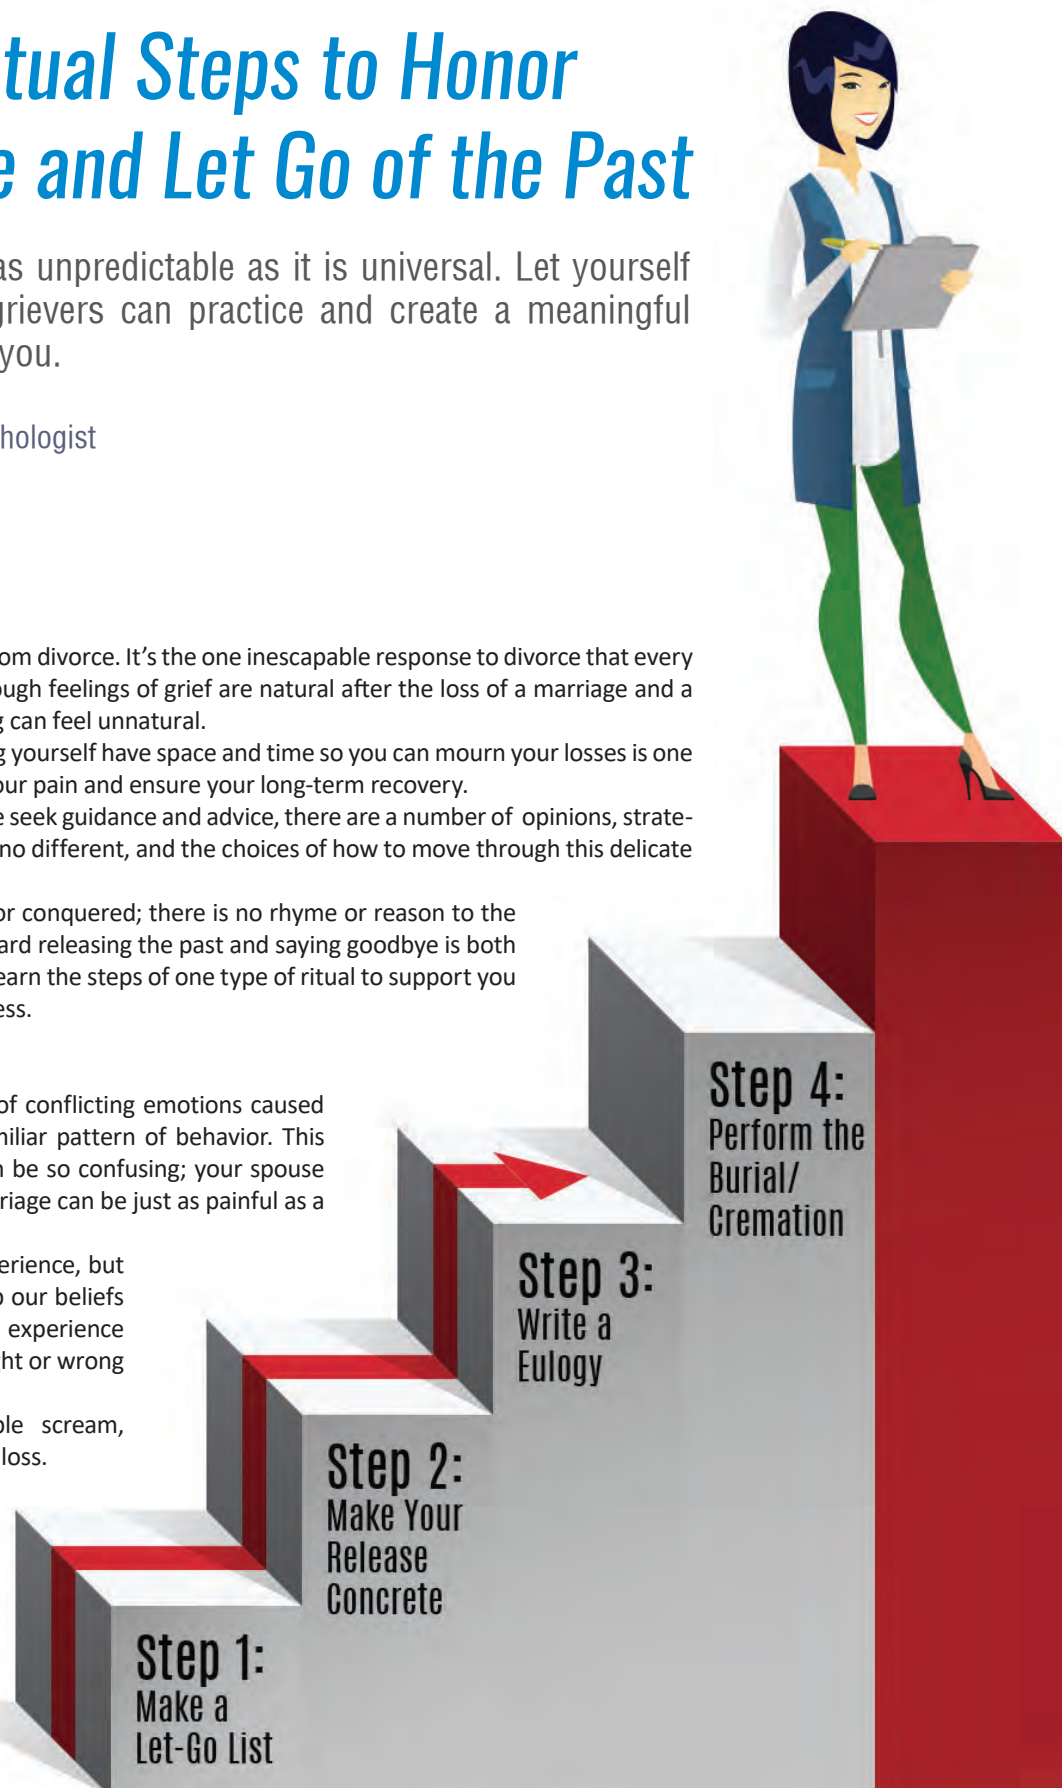 tual Steps to Honor
e and Let Go of the Past
as unpredictable as it is universal. Let yourself
grievers can practice and create a meaningful
you.
hologist
om divorce. It’s the one inescapable response to divorce that every
ough feelings of grief are natural after the loss of a marriage and a
g can feel unnatural.
g yourself have space and time so you can mourn your losses is one
our pain and ensure your long-term recovery.
e seek guidance and advice, there are a number of opinions, strate-
no different, and the choices of how to move through this delicate
or conquered; there is no rhyme or reason to the
ard releasing the past and saying goodbye is both
earn the steps of one type of ritual to support you
ess.
of conflicting emotions caused
miliar pattern of behavior. This
n be so confusing; your spouse
riage can be just as painful as a
erience, but
o our beliefs
experience
ght or wrong
ble scream,
loss.
Step 1:
Make a
Let-Go List
Step 2:
Make Your
Release
Concrete
Step 3:
Write a
Eulogy
Step 4:
Perform the
Burial/
Cremation